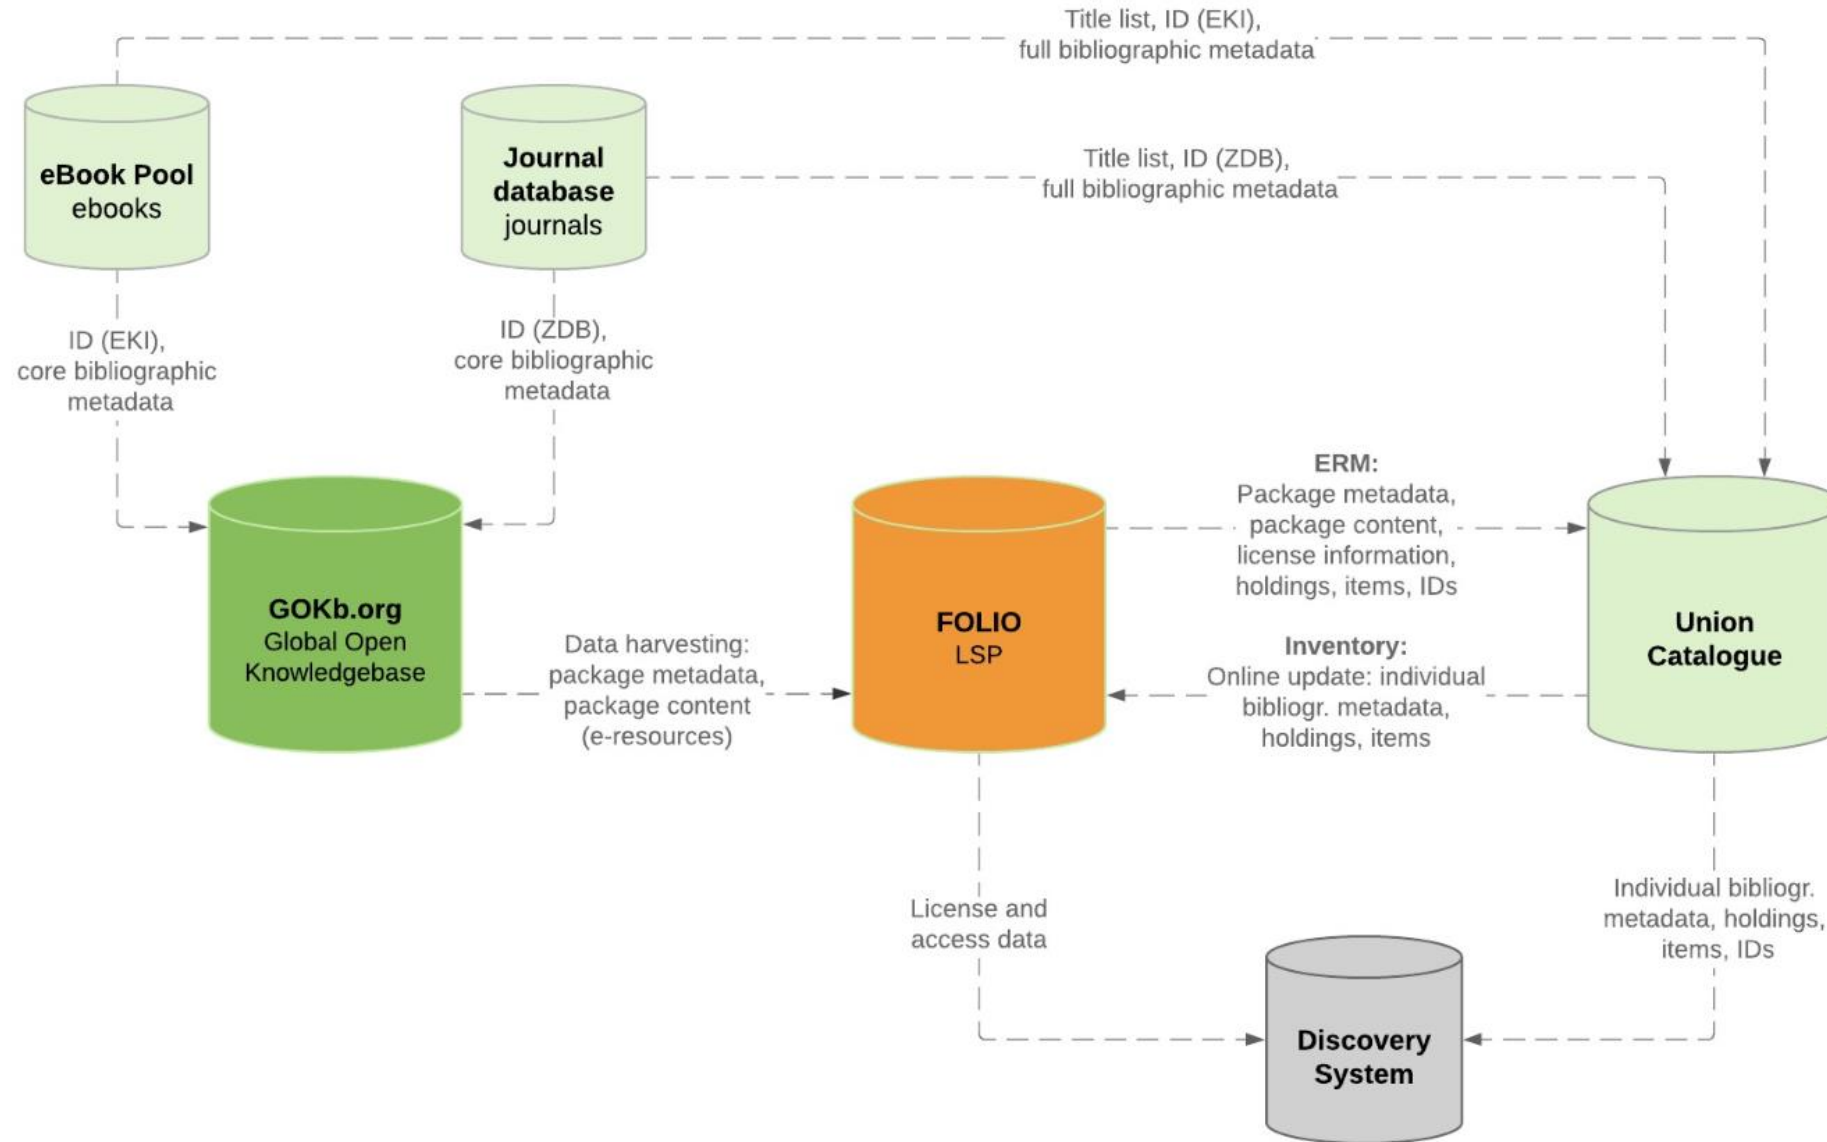 Title list, ID (EKI),
full bibliographic metadata
eBook Pool
ebooks
Journal
database
journals
Title list, ID (ZDB),
full bibliographic metadata
ID (EKI),
core bibliographic
metadata
ID (ZDB),
core bibliographic
metadata
GOKb.org
Global Open
Knowledgebase
Data harvesting:
package metadata,
package content
(e-resources)
FOLIO
LSP
ERM:
Package metadata,
package content,
license information,
holdings, items, IDs
Inventory:
Online update: individual
bibliogr. metadata,
holdings, items
Union
Catalogue
License and
access data
Individual bibliogr.
metadata, holdings,
items, IDs
Discovery
System